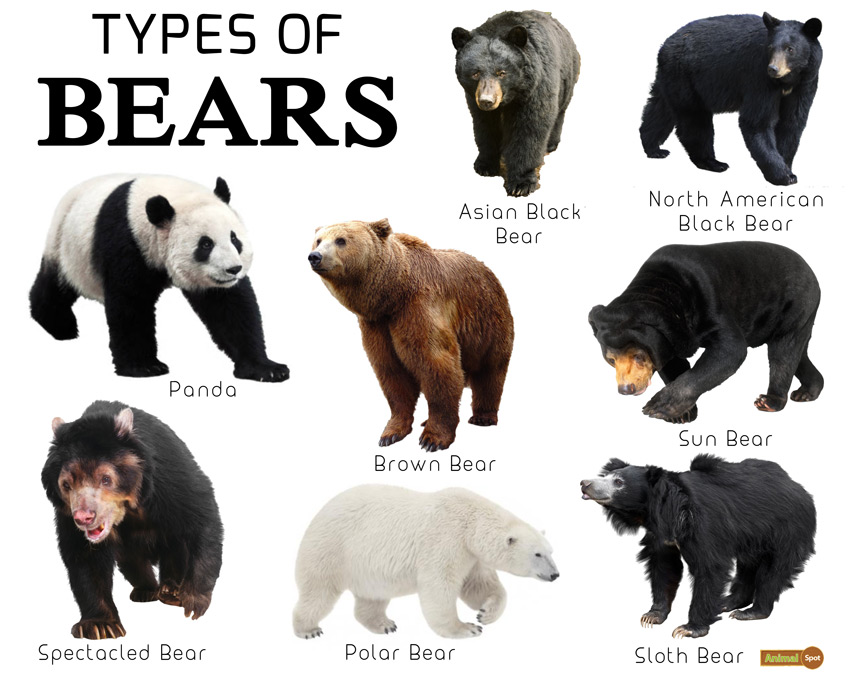 TYPES OF
BEARS
Asian Black
Bear
North American
Black Bear
Panda
Brown Bear
Sun Bear
Spectacled Bear
Polar Bear
Sloth Bear
Animal Spot